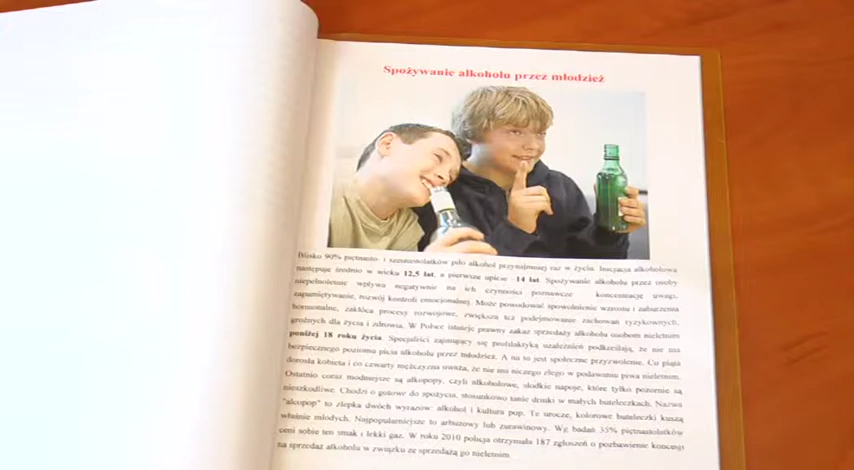 Spożywanie alkoholu przez młodzież
Blisko 90% piętnasto- i szesnastolatków piło alkohol przynajmniej raz w życiu. Inicjacja alkoholowa
następuje średnio w wieku 12,5 lat, a pierwsze upicie - 14 lat. Spożywanie alkoholu przez osoby
niepełnoletnie wpływa negatywnie na ich czynności poznawcze koncentrację uwagi,
zapamiętywanie, rozwój kontroli emocjonalnej. Może powodować spowolnienie wzrostu i zaburzenia
hormonalne, zakłóca procesy rozwojowe, zwiększa też podejmowanie zachowań ryzykownych,
groźnych dla życia i zdrowia. W Polsce istnieje prawny zakaz sprzedaży alkoholu osobom nieletnim
poniżej 18 roku życia. Specjaliści zajmujący się profilaktyką uzależnień podkreślają, że nie ma
bezpiecznego poziomu picia alkoholu przez młodzież. A na to jest społeczne przyzwolenie. Co piąta
dorosła kobieta i co czwarty mężczyzna uważa, że nie ma niczego złego w podawaniu piwa nieletnim.
Ostatnio coraz modniejsze są alkopopy, czyli alkoholowe, słodkie napoje, które tylko pozornie są
nieszkodliwe. Chodzi o gotowe do spożycia, stosunkowo tanie drinki w małych buteleczkach. Nazwa
"alcopop" to zlepka dwóch wyrazów: alkohol i kultura pop. Te urocze, kolorowe buteleczki kuszą
właśnie młodych. Najpopularniejsze to arbuzowy lub żurawinowy. Wg badań 35% piętnastolatków
ceni sobie ten smak i lekki gaz. W roku 2010 policja otrzymała 187 zgłoszeń o pozbawienie koncesji
na sprzedaż alkoholu w związku ze sprzedażą go nieletnim.